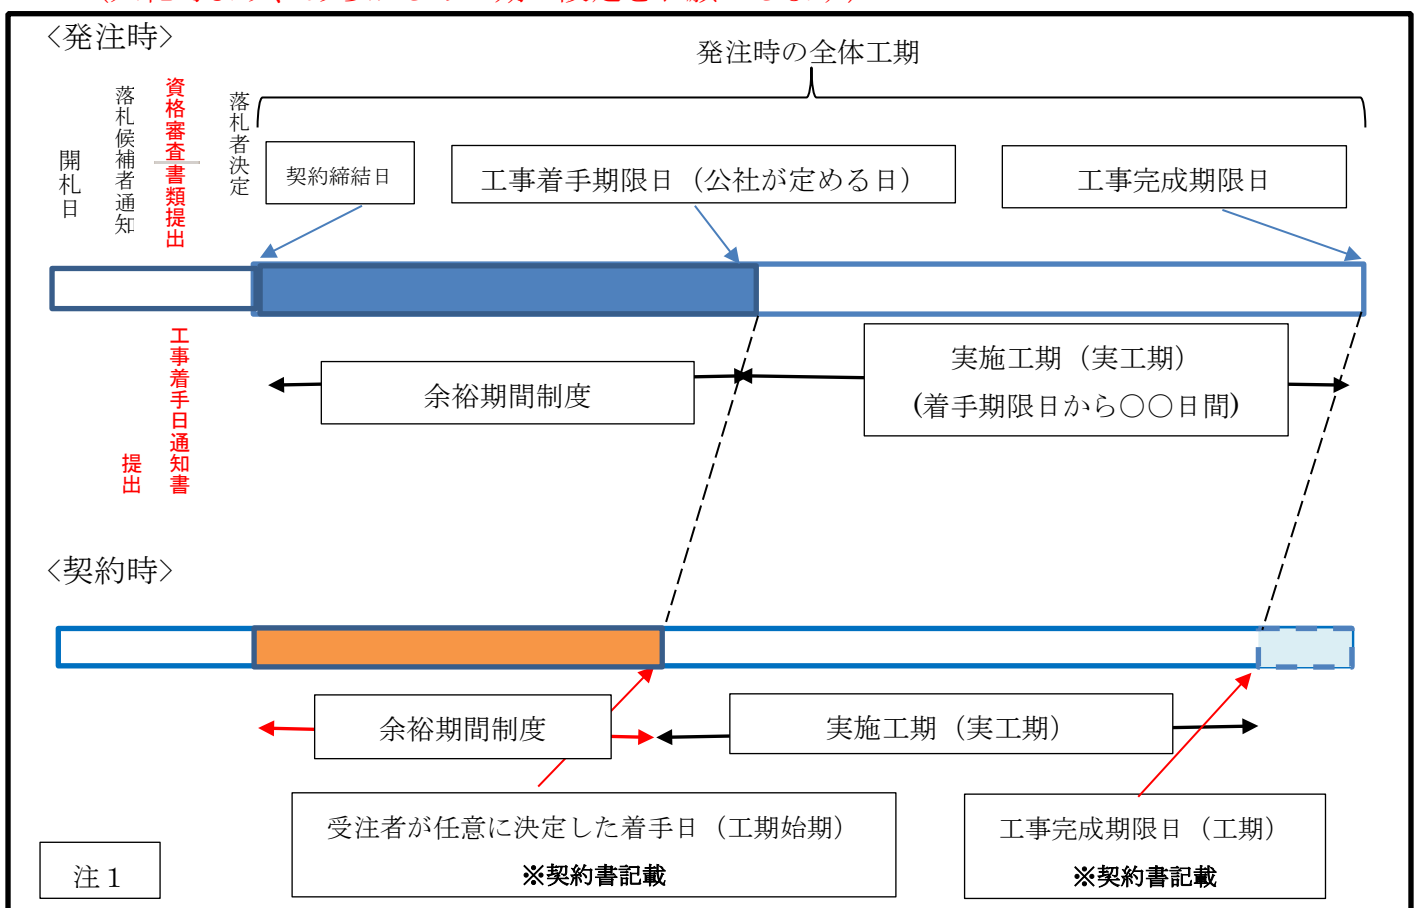 〈発注時〉
発注時の全体工期
開札日
落札候補者通知
資格審査書類提出
落札者決定
契約締結日
工事着手期限日（公社が定める日）
工事完成期限日
工事着手日通知書
提出
余裕期間制度
実施工期（実工期）
(着手期限日から〇〇日間)
〈契約時〉
余裕期間制度
実施工期（実工期）
受注者が任意に決定した着手日（工期始期）
※契約書記載
工事完成期限日（工期）
※契約書記載
注１